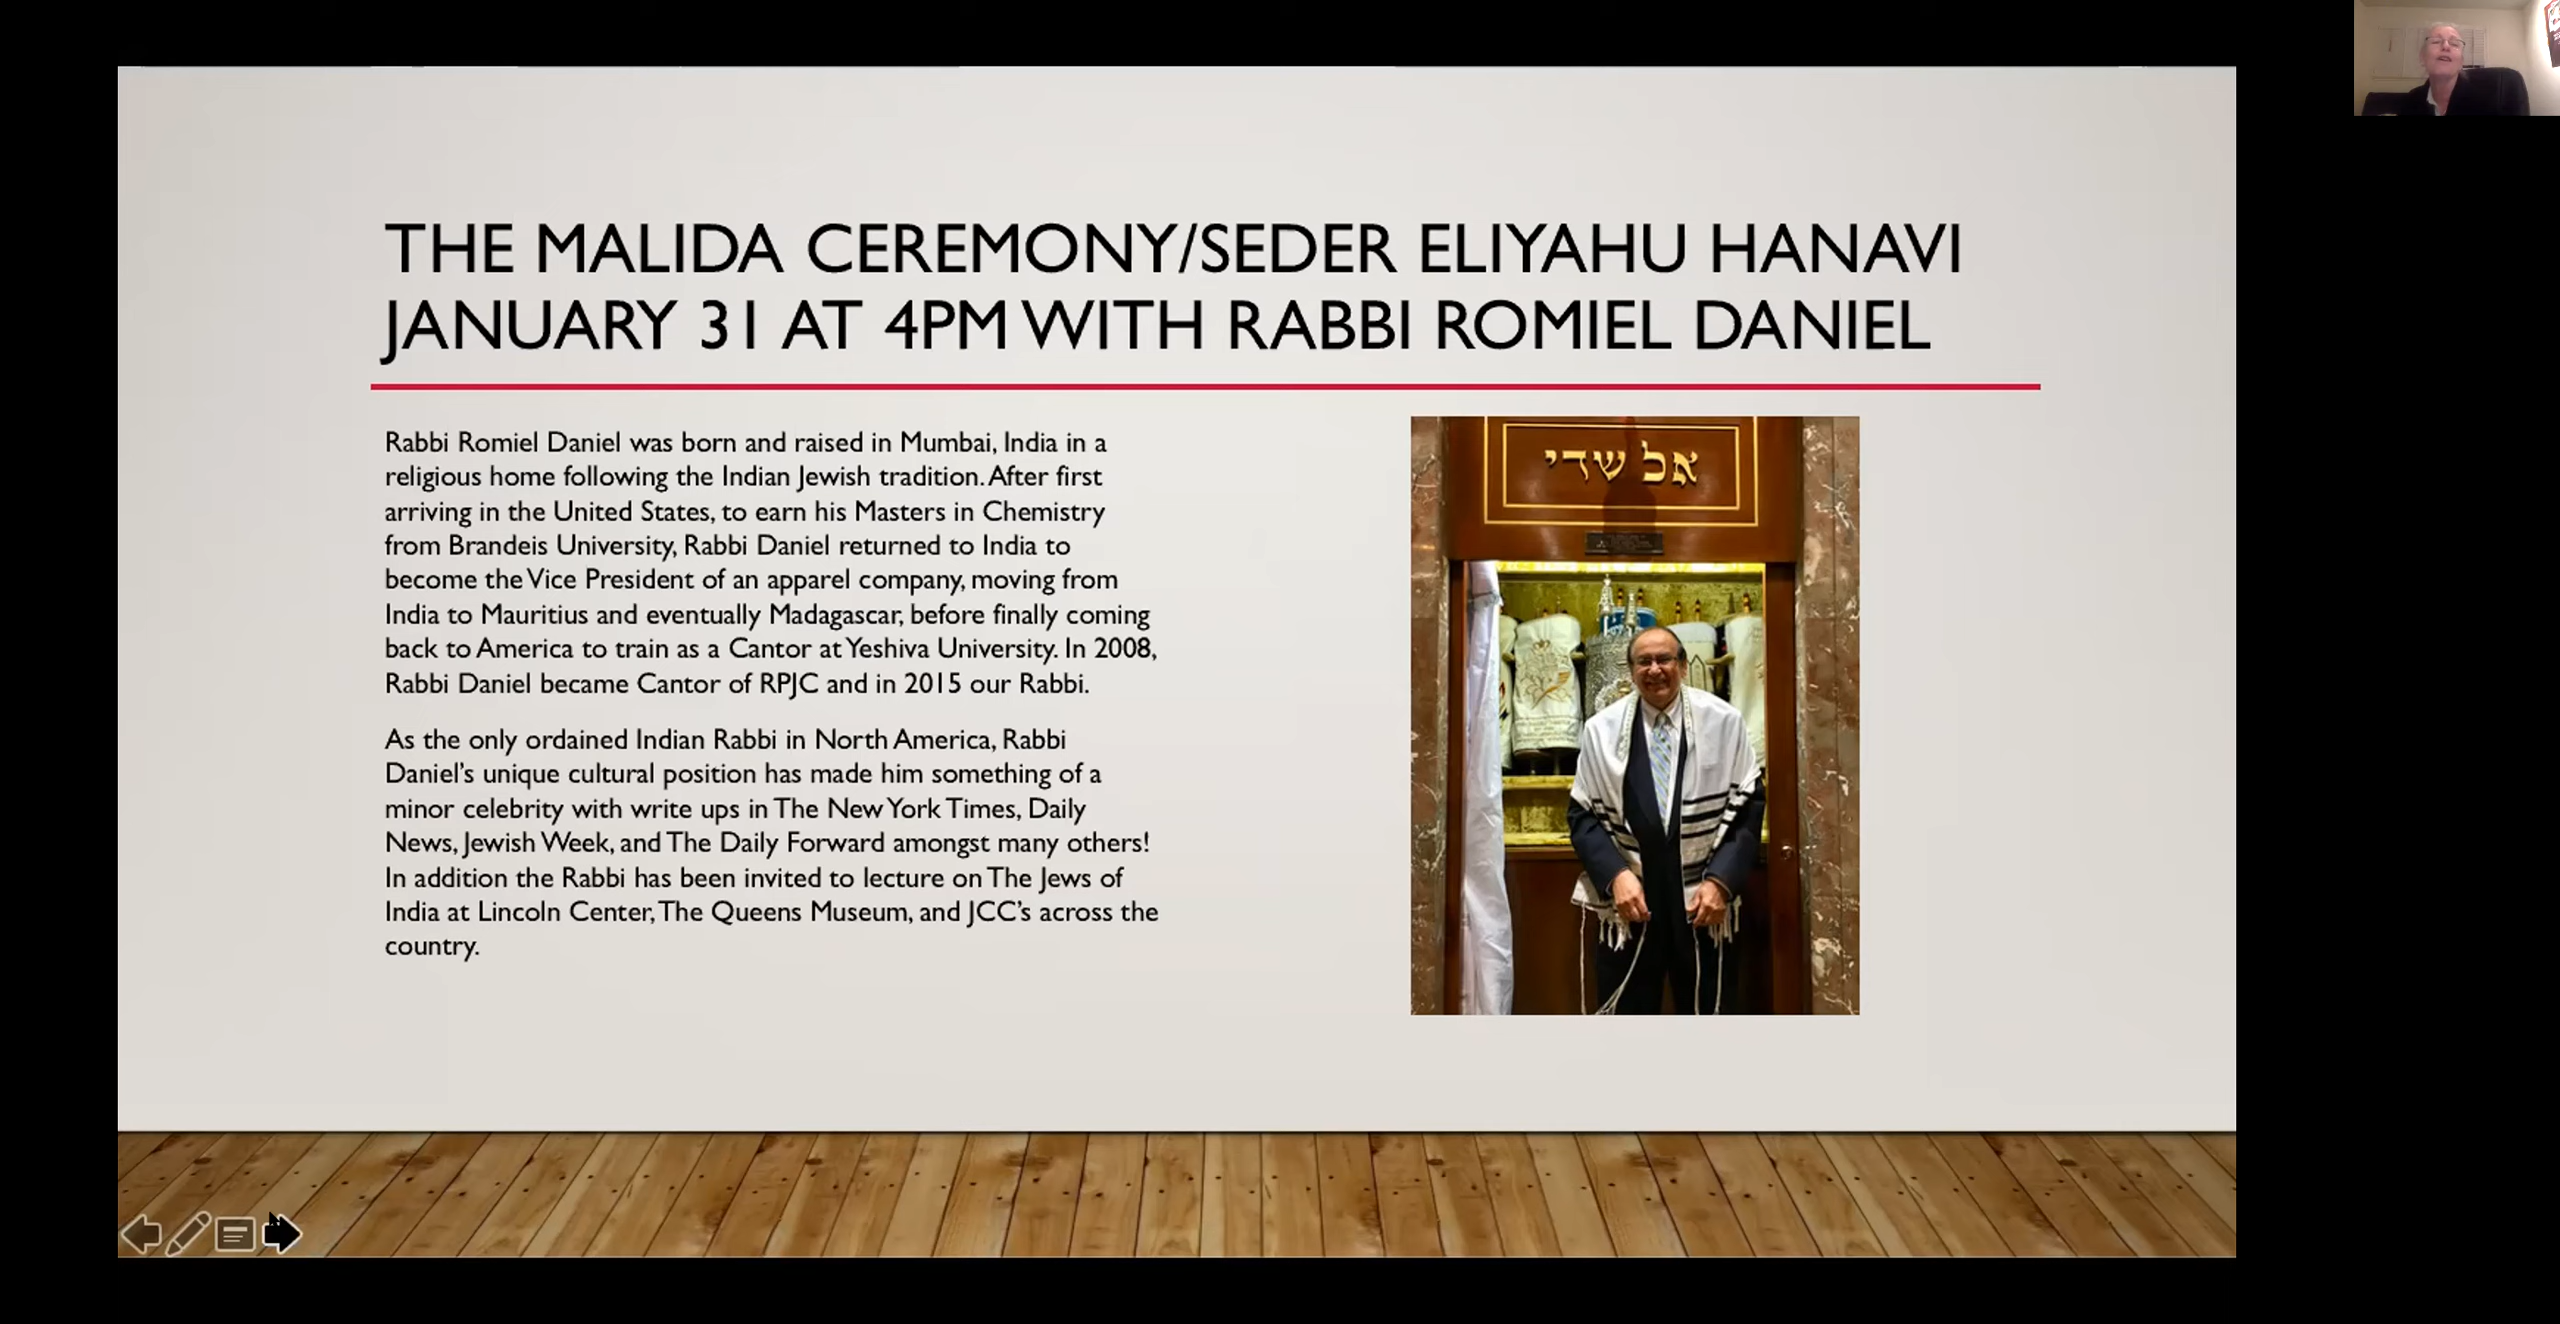 THE MALIDA CEREMONY/SEDER ELIYAHU HANAVI
JANUARY 31 AT 4PM WITH RABBI ROMIEL DANIEL
Rabbi Romiel Daniel was born and raised in Mumbai, India in a
religious home following the Indian Jewish tradition. After first
arriving in the United States, to earn his Masters in Chemistry
from Brandeis University, Rabbi Daniel returned to India to
become the Vice President of an apparel company, moving from
India to Mauritius and eventually Madagascar, before finally coming
back to America to train as a Cantor at Yeshiva University. In 2008,
Rabbi Daniel became Cantor of RPJC and in 2015 our Rabbi.
As the only ordained Indian Rabbi in North America, Rabbi
Daniel's unique cultural position has made him something of a
minor celebrity with write ups in The New York Times, Daily
News, Jewish Week, and The Daily Forward amongst many others!
In addition the Rabbi has been invited to lecture on The Jews of
India at Lincoln Center, The Queens Museum, and JCC's across the
country.
אל שדי